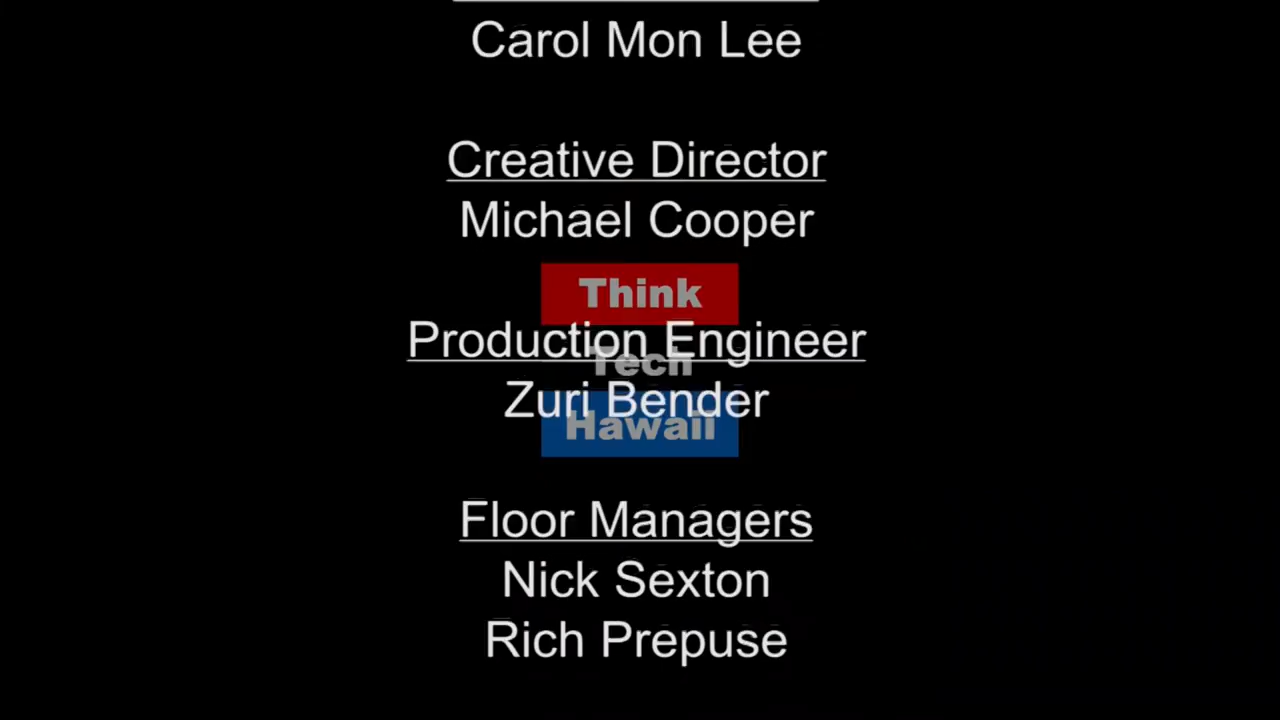 Carol Mon Lee
Creative Director
Michael Cooper
Think
Production Engineer
Tech
Zuri Bender
Hawaii
Floor Managers
Nick Sexton
Rich Prepuse